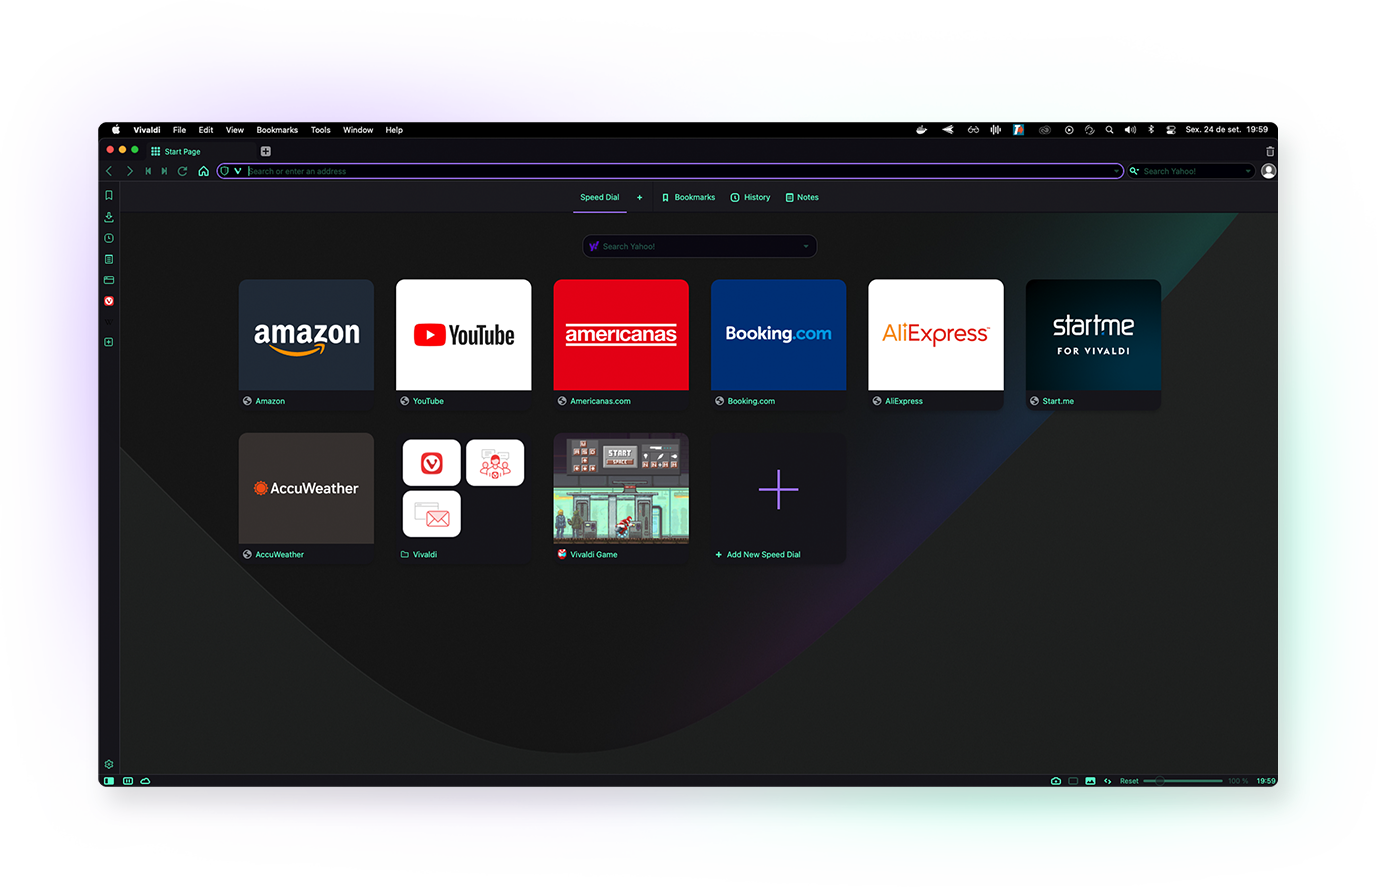 Vivaldi File Edit View Bookmarks Tools Window Help Sex. 24 de set. 19:59
Start Page
Search or enter an address Search Yahoo!
Speed Dial Bookmarks History Notes
Search Yahoo!
amazon
YouTube
americanas
Booking.com
AliExpress
start.me
FOR VIVALDI
Amazon
YouTube
Americanas.com
Booking.com
AliExpress
Start.me
AccuWeather
START
SPACE
AccuWeather
Vivaldi
Vivaldi Game
Add New Speed Dial
Reset 100 % 19:59